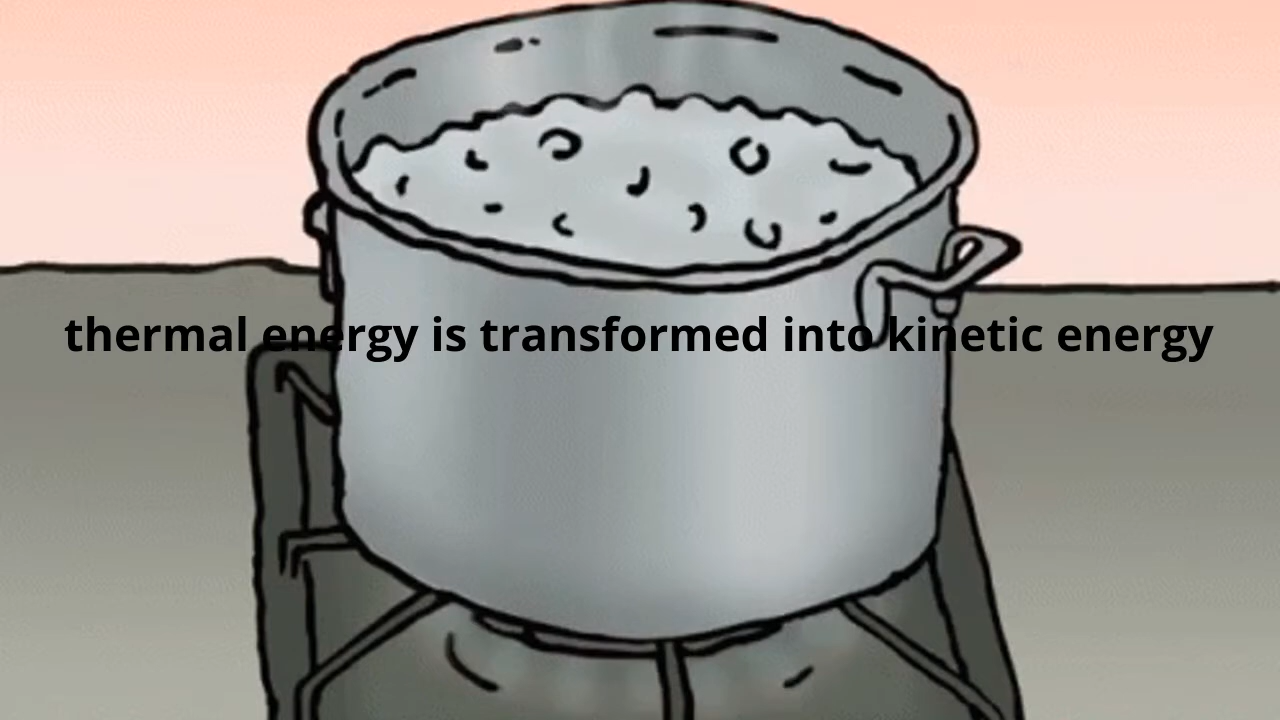 thermal energy is transformed into kinetic energy